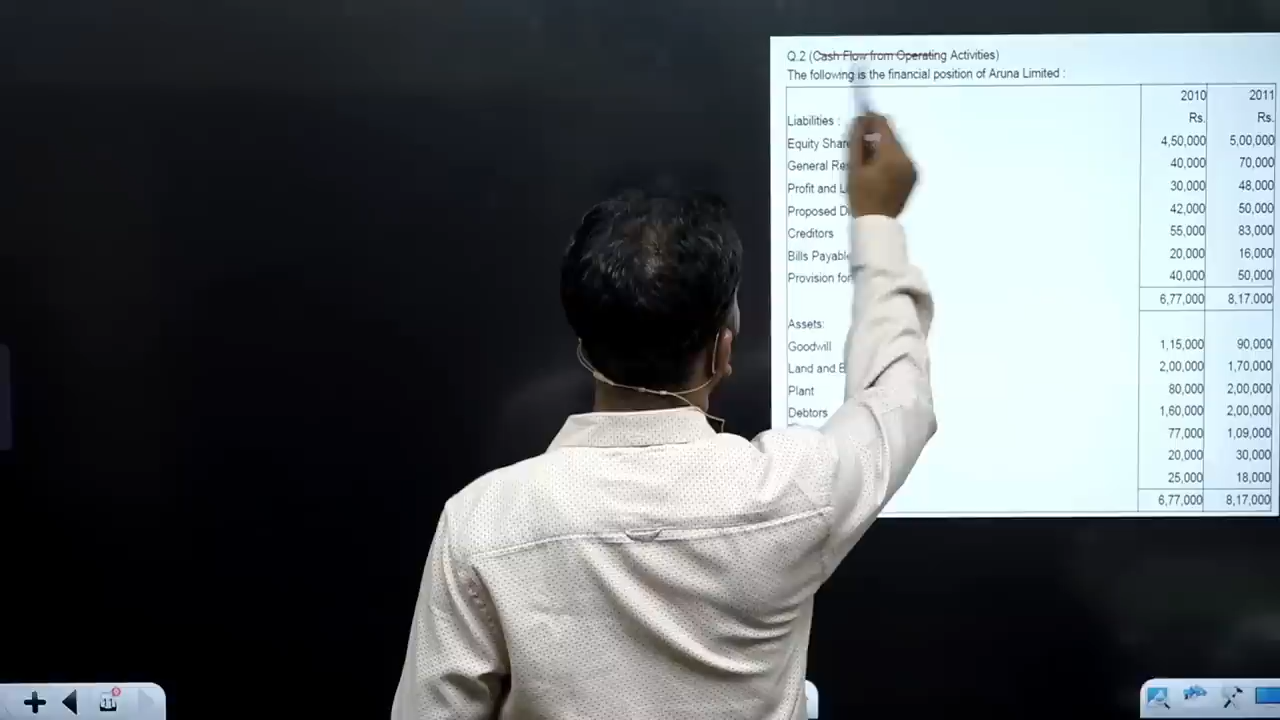 Q.2 (Cash Flow from Operating Activities)
The following is the financial position of Aruna Limited :
2010 2011
Rs. Rs.
Liabilities :
Equity Share 4,50,000 5,00,000
General 40,000 70,000
Profit and 30,000 48,000
Proposed 42,000 50,000
Creditors 55,000 83,000
Bills Payable 20,000 16,000
Provision for 40,000 50,000
6,77,000 8,17,000
Assets:
Goodwill 1,15,000 90,000
Land and 2,00,000 1,70,000
Plant 80,000 2,00,000
Debtors 1,60,000 2,00,000
77,000 1,09,000
20,000 30,000
25,000 18,000
6,77,000 8,17,000
11